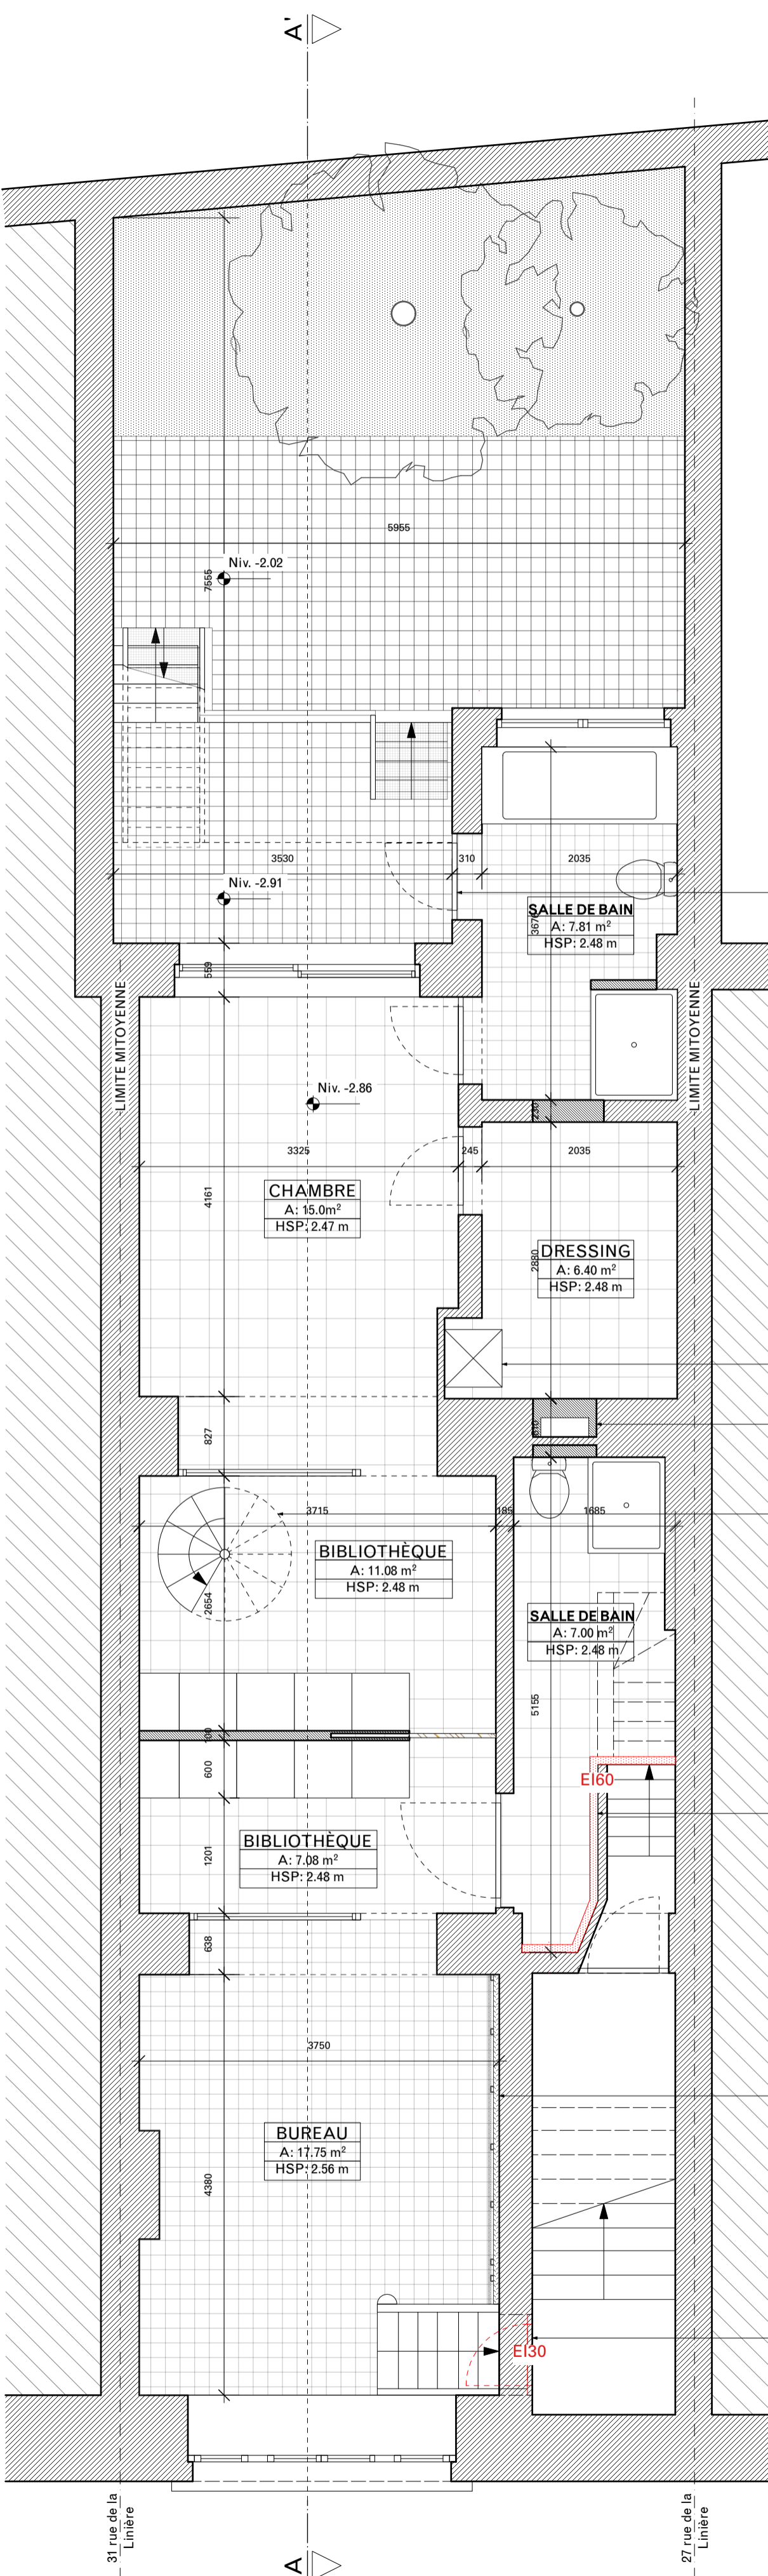 A'
5955
Niv. -2.02
7555
3530
310
2035
Niv. -2.91
SALLE DE BAIN
A: 7.81 m²
HSP: 2.48 m
559
LIMITE MITOYENNE
LIMITE MITOYENNE
Niv. -2.86
230
3325
245
2035
4161
CHAMBRE
A: 15.0m²
HSP: 2.47 m
2880
DRESSING
A: 6.40 m²
HSP: 2.48 m
827
3715
185
1685
BIBLIOTHÈQUE
A: 11.08 m²
HSP: 2.48 m
2654
SALLE DE BAIN
A: 7.00 m²
HSP: 2.48 m
5155
100
600
EI60
1201
BIBLIOTHÈQUE
A: 7.08 m²
HSP: 2.48 m
638
3750
BUREAU
A: 17.75 m²
HSP: 2.56 m
4380
EI30
31 rue de la
Linière
27 rue de la
Linière
A